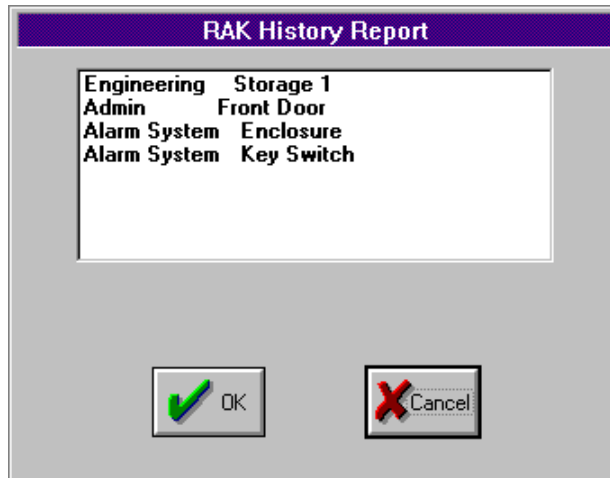 RAK History Report
Engineering Storage 1
Admin Front Door
Alarm System Enclosure
Alarm System Key Switch
OK
Cancel